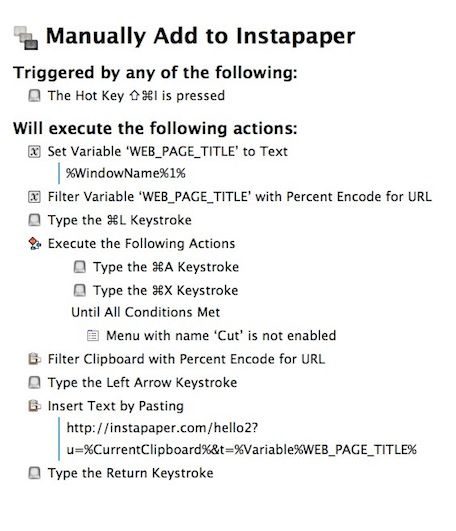 Manually Add to Instapaper
Triggered by any of the following:
The Hot Key ⇧⌘I is pressed
Will execute the following actions:
Set Variable ‘WEB_PAGE_TITLE’ to Text
%WindowName%1%
Filter Variable ‘WEB_PAGE_TITLE’ with Percent Encode for URL
Type the ⌘L Keystroke
Execute the Following Actions
Type the ⌘A Keystroke
Type the ⌘X Keystroke
Until All Conditions Met
Menu with name ‘Cut’ is not enabled
Filter Clipboard with Percent Encode for URL
Type the Left Arrow Keystroke
Insert Text by Pasting
http://instapaper.com/hello2?
u=%CurrentClipboard%&t=%Variable%WEB_PAGE_TITLE%
Type the Return Keystroke